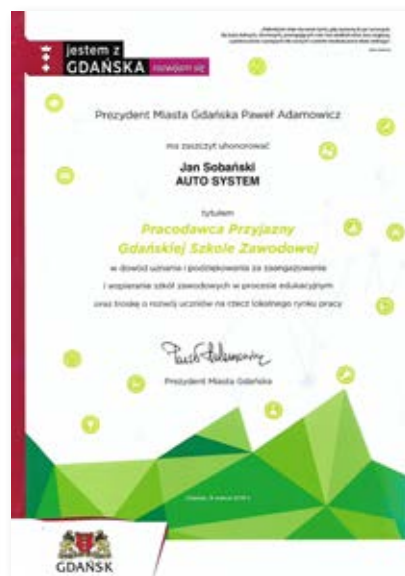 jestem z
GDAŃSKA rozwijam się
Prezydent Miasta Gdańska Paweł Adamowicz
ma zaszczyt uhonorować
Jan Sobański
AUTO SYSTEM
tytułem
Pracodawca Przyjazny
Gdańskiej Szkole Zawodowej
w dowód uznania i podziękowania za zaangażowanie
i wspieranie szkół zawodowych w procesie edukacyjnym
oraz troskę o rozwój uczniów na rzecz lokalnego rynku pracy
Prezydent Miasta Gdańska
GDAŃSK